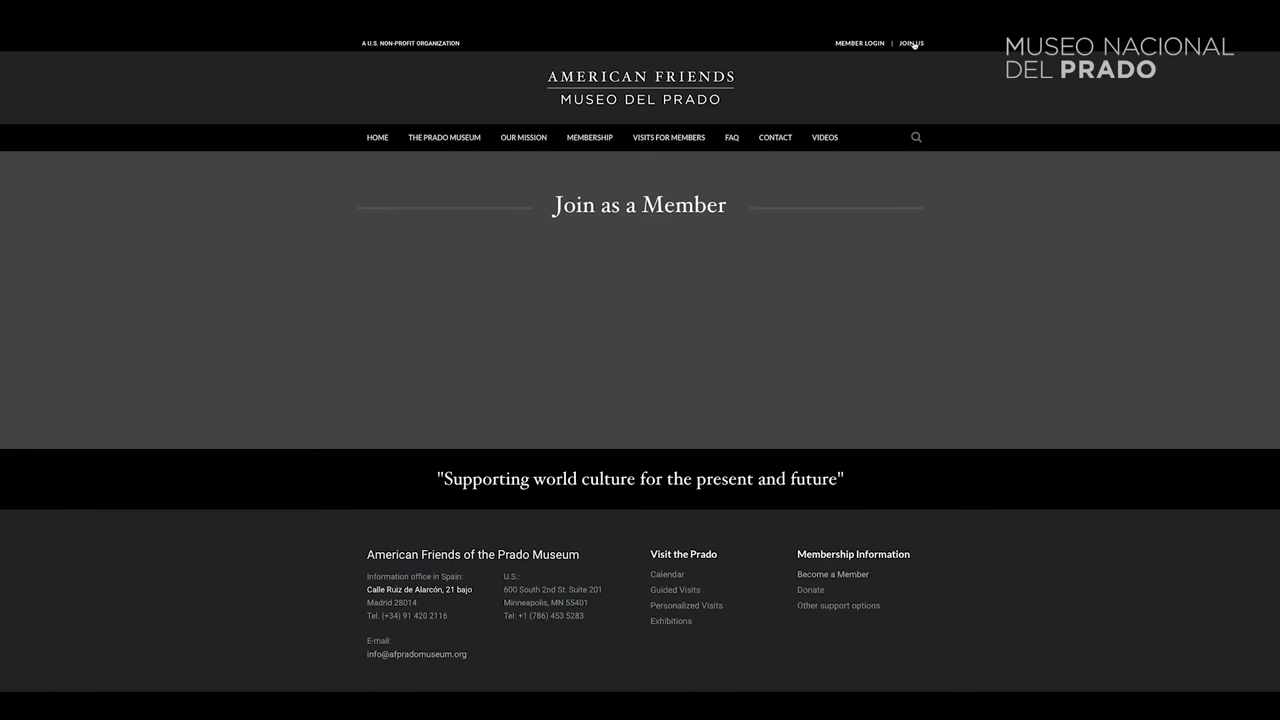 A U.S. NON-PROFIT ORGANIZATION
MEMBER LOGIN | JOIN US
MUSEO NACIONAL
DEL PRADO
AMERICAN FRIENDS
MUSEO DEL PRADO
HOME THE PRADO MUSEUM OUR MISSION MEMBERSHIP VISITS FOR MEMBERS FAQ CONTACT VIDEOS
Join as a Member
"Supporting world culture for the present and future"
American Friends of the Prado Museum
Information office in Spain:
Calle Ruiz de Alarcón, 21 bajo
Madrid 28014
Tel. (+34) 91 420 2116
E-mail:
info@afpradomuseum.org
U.S.:
600 South 2nd St. Suite 201
Minneapolis, MN 55401
Tel: +1 (786) 453 5283
Visit the Prado
Calendar
Guided Visits
Personalized Visits
Exhibitions
Membership Information
Become a Member
Donate
Other support options